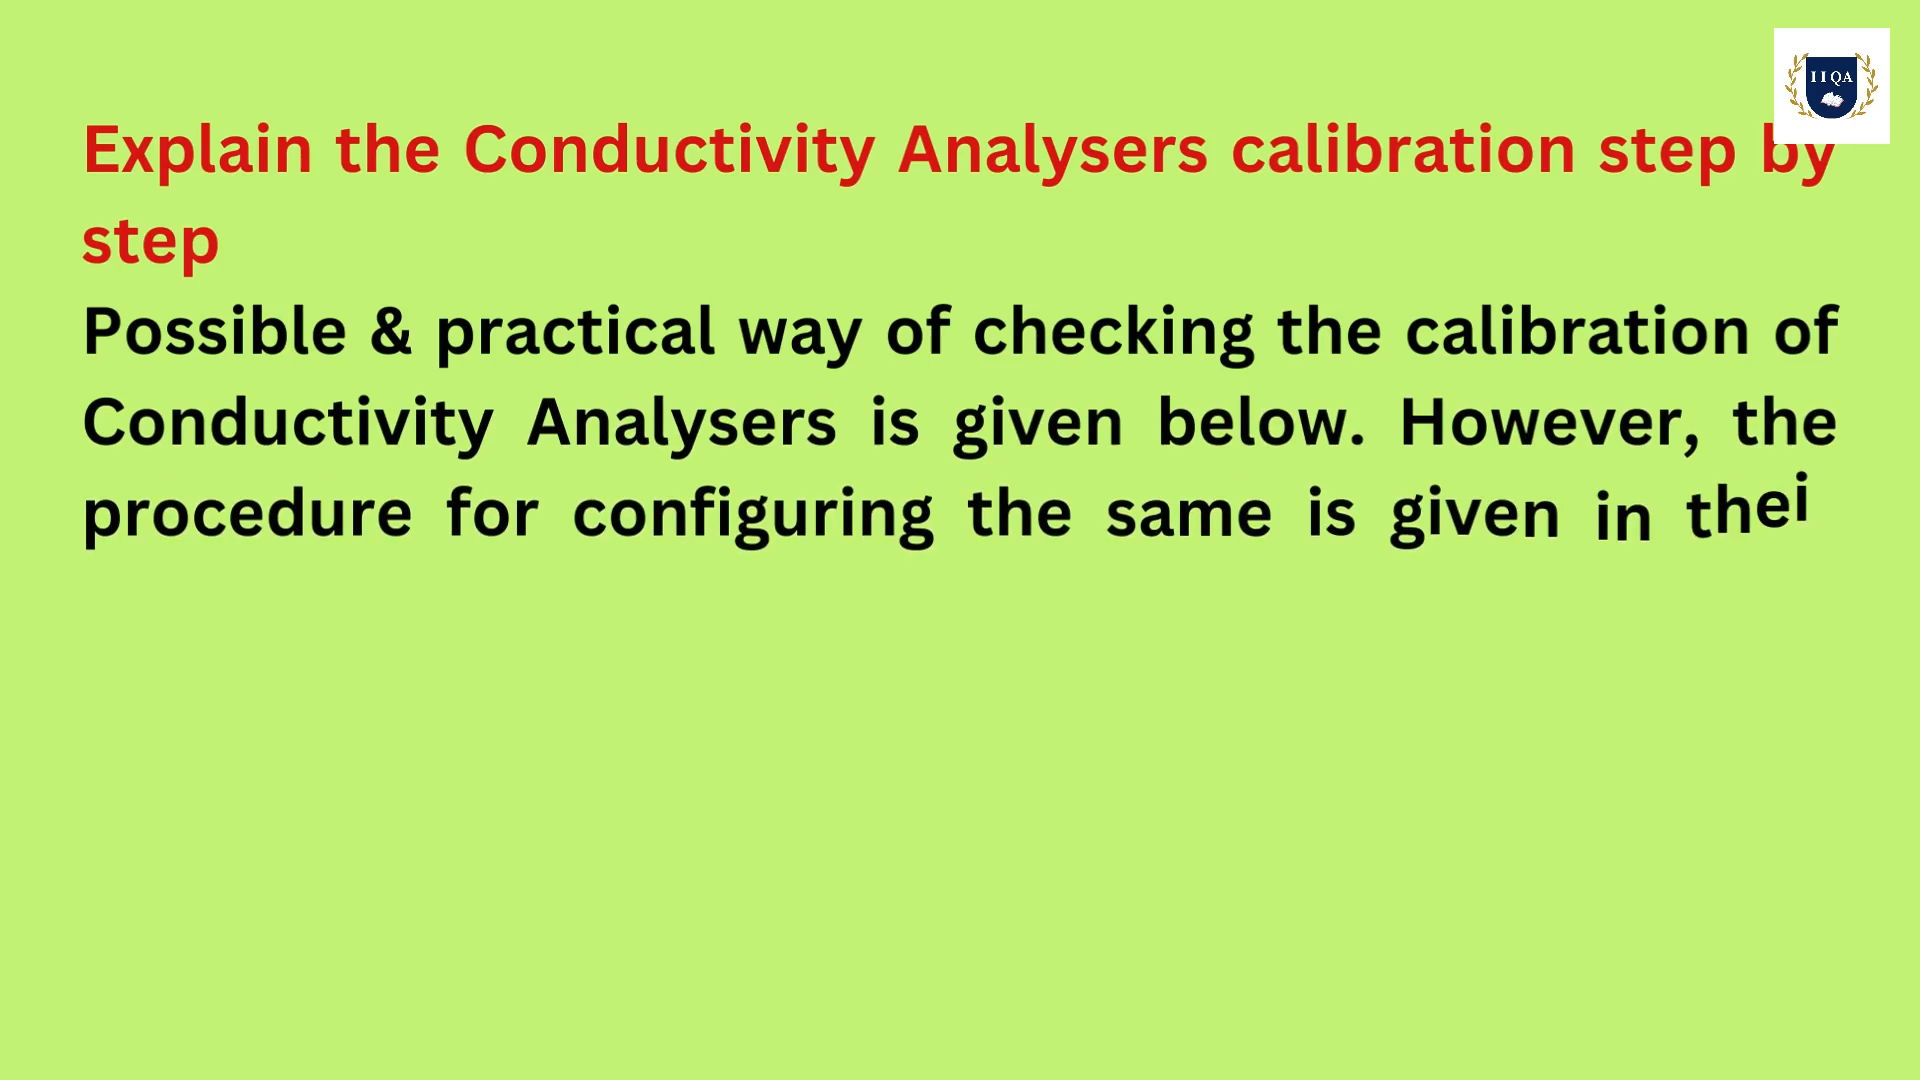 IIQA
Explain the Conductivity Analysers calibration step by
step
Possible & practical way of checking the calibration of
Conductivity Analysers is given below. However, the
procedure for configuring the same is given in thei